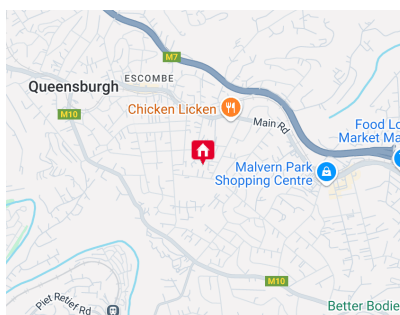 M7
ESCOMBE
Queensburgh
Chicken Licken
M10
Main Rd
Food Lo
Market Ma
Malvern Park
Shopping Centre
M10
Piet Retief Rd
Better Bodie